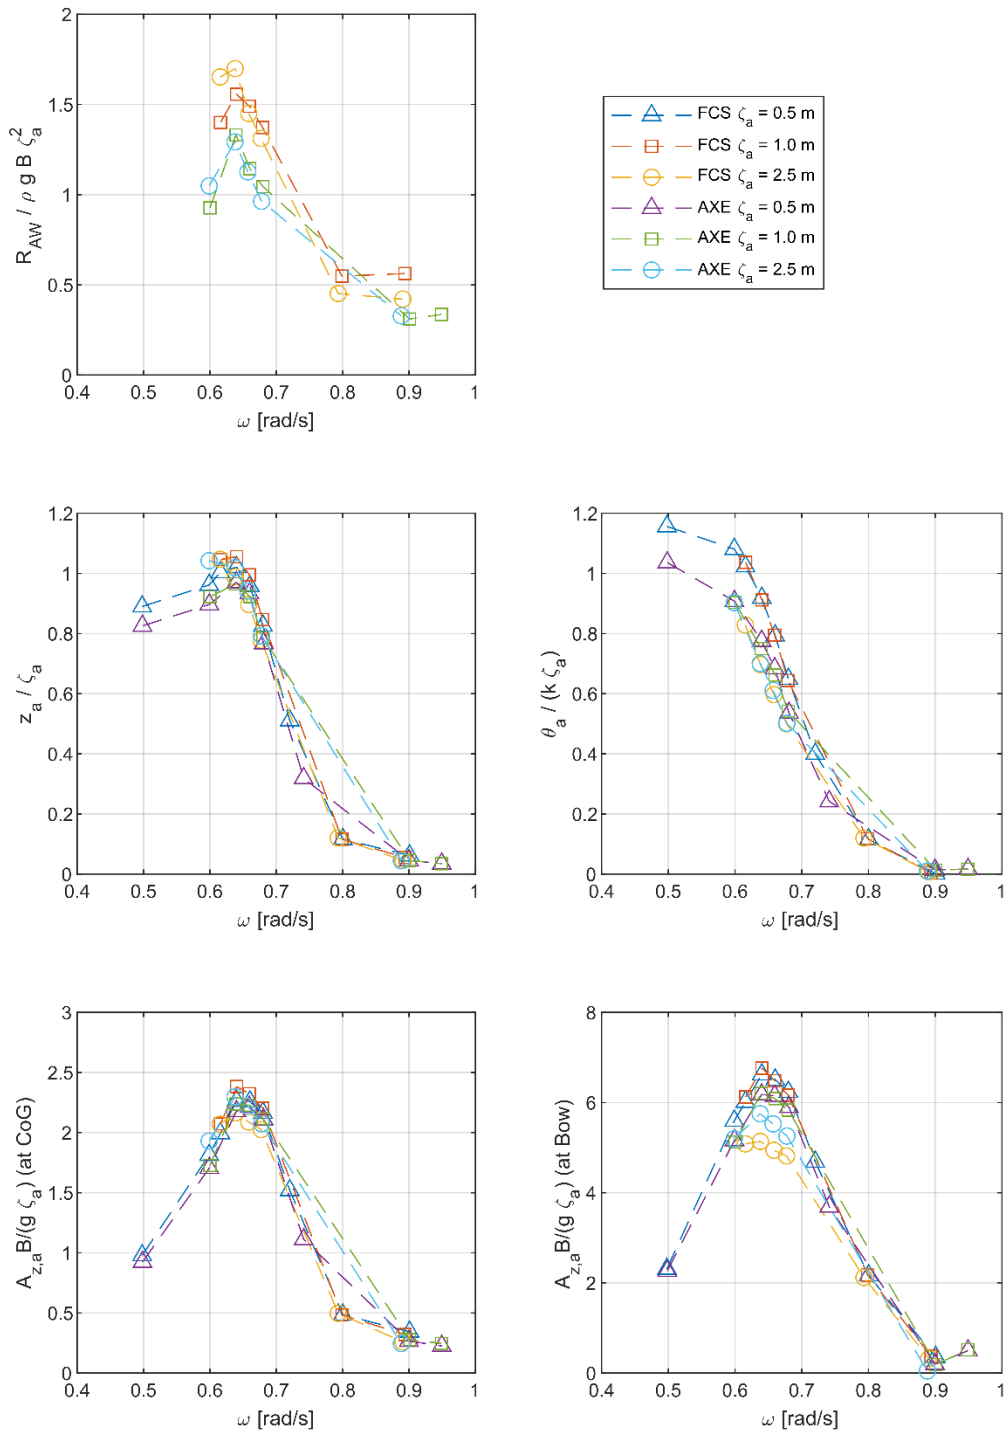 2
1.5
1
0.5
0
0.4 0.5 0.6 0.7 0.8 0.9 1
ω [rad/s]
R_AW / ρ g B ζ_a^2
FCS ζ_a = 0.5 m
FCS ζ_a = 1.0 m
FCS ζ_a = 2.5 m
AXE ζ_a = 0.5 m
AXE ζ_a = 1.0 m
AXE ζ_a = 2.5 m
1.2
1
0.8
0.6
0.4
0.2
0
0.4 0.5 0.6 0.7 0.8 0.9 1
ω [rad/s]
z_a / ζ_a
1.2
1
0.8
0.6
0.4
0.2
0
0.4 0.5 0.6 0.7 0.8 0.9 1
ω [rad/s]
θ_a / (k ζ_a)
3
2.5
2
1.5
1
0.5
0
0.4 0.5 0.6 0.7 0.8 0.9 1
ω [rad/s]
A_z,a B/(g ζ_a) (at CoG)
8
6
4
2
0
0.4 0.5 0.6 0.7 0.8 0.9 1
ω [rad/s]
A_z,a B/(g ζ_a) (at Bow)